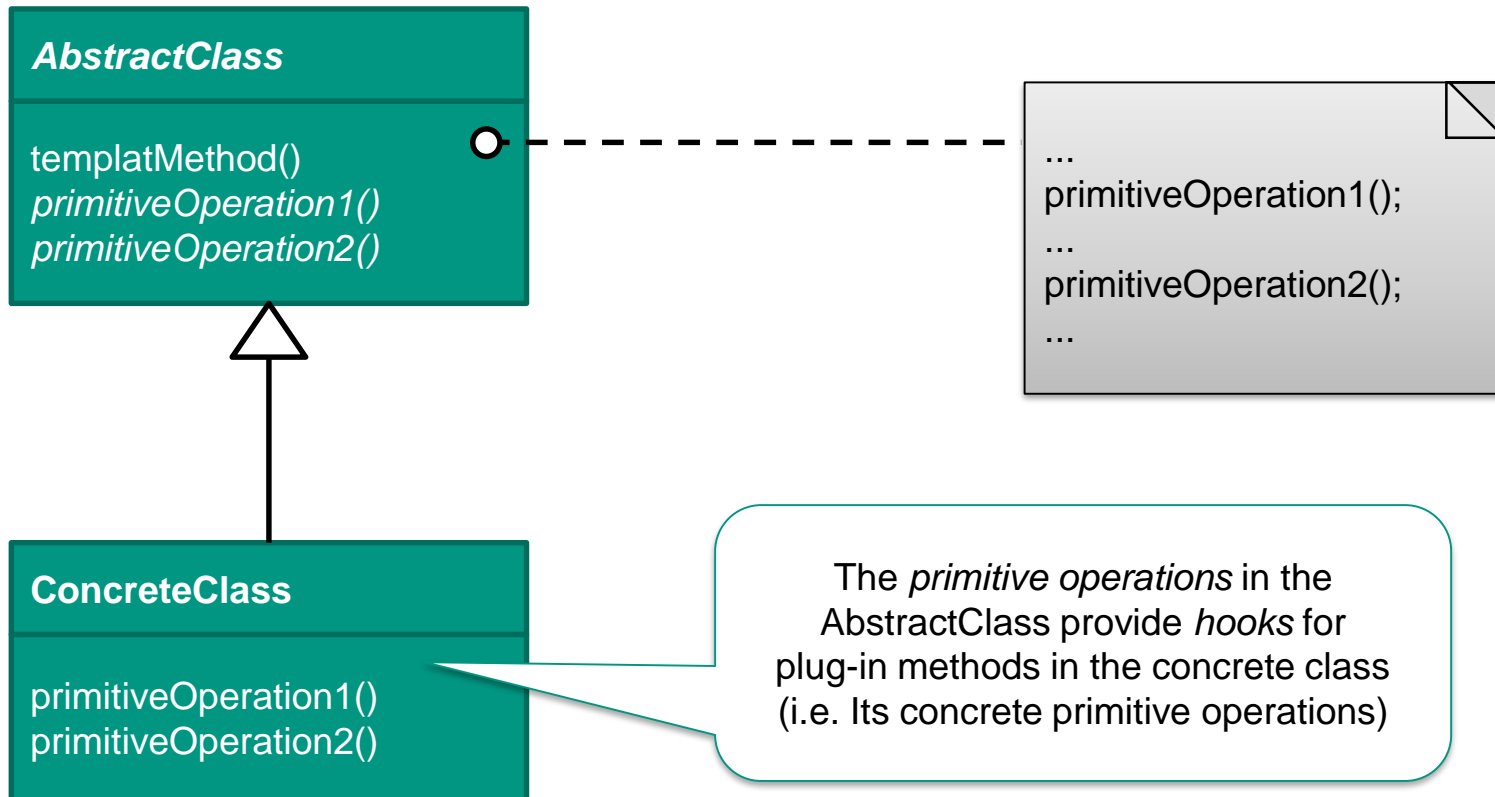 AbstractClass
templatMethod()
primitiveOperation1()
primitiveOperation2()
...
primitiveOperation1();
...
primitiveOperation2();
...
ConcreteClass
primitiveOperation1()
primitiveOperation2()
The primitive operations in the
AbstractClass provide hooks for
plug-in methods in the concrete class
(i.e. Its concrete primitive operations)